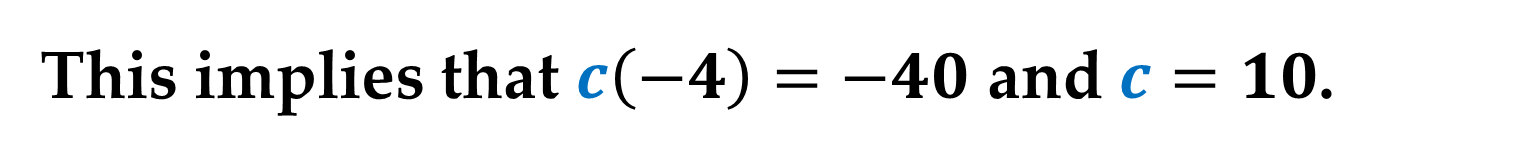 This implies that c(−4) = −40 and c = 10.